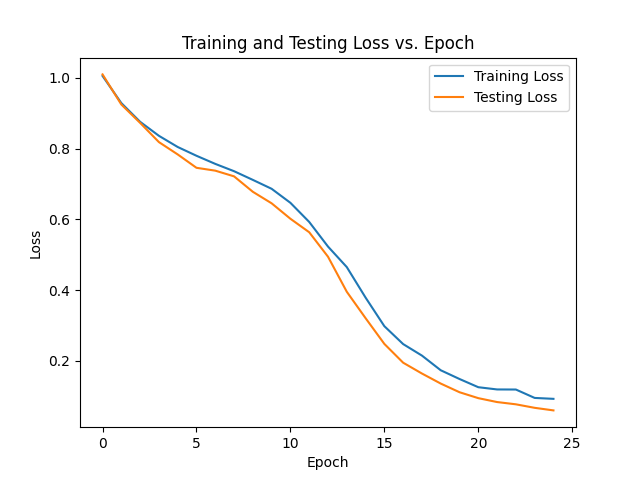 Training and Testing Loss vs. Epoch
Training Loss
Testing Loss
1.0
0.8
0.6
0.4
0.2
Loss
0 5 10 15 20 25
Epoch